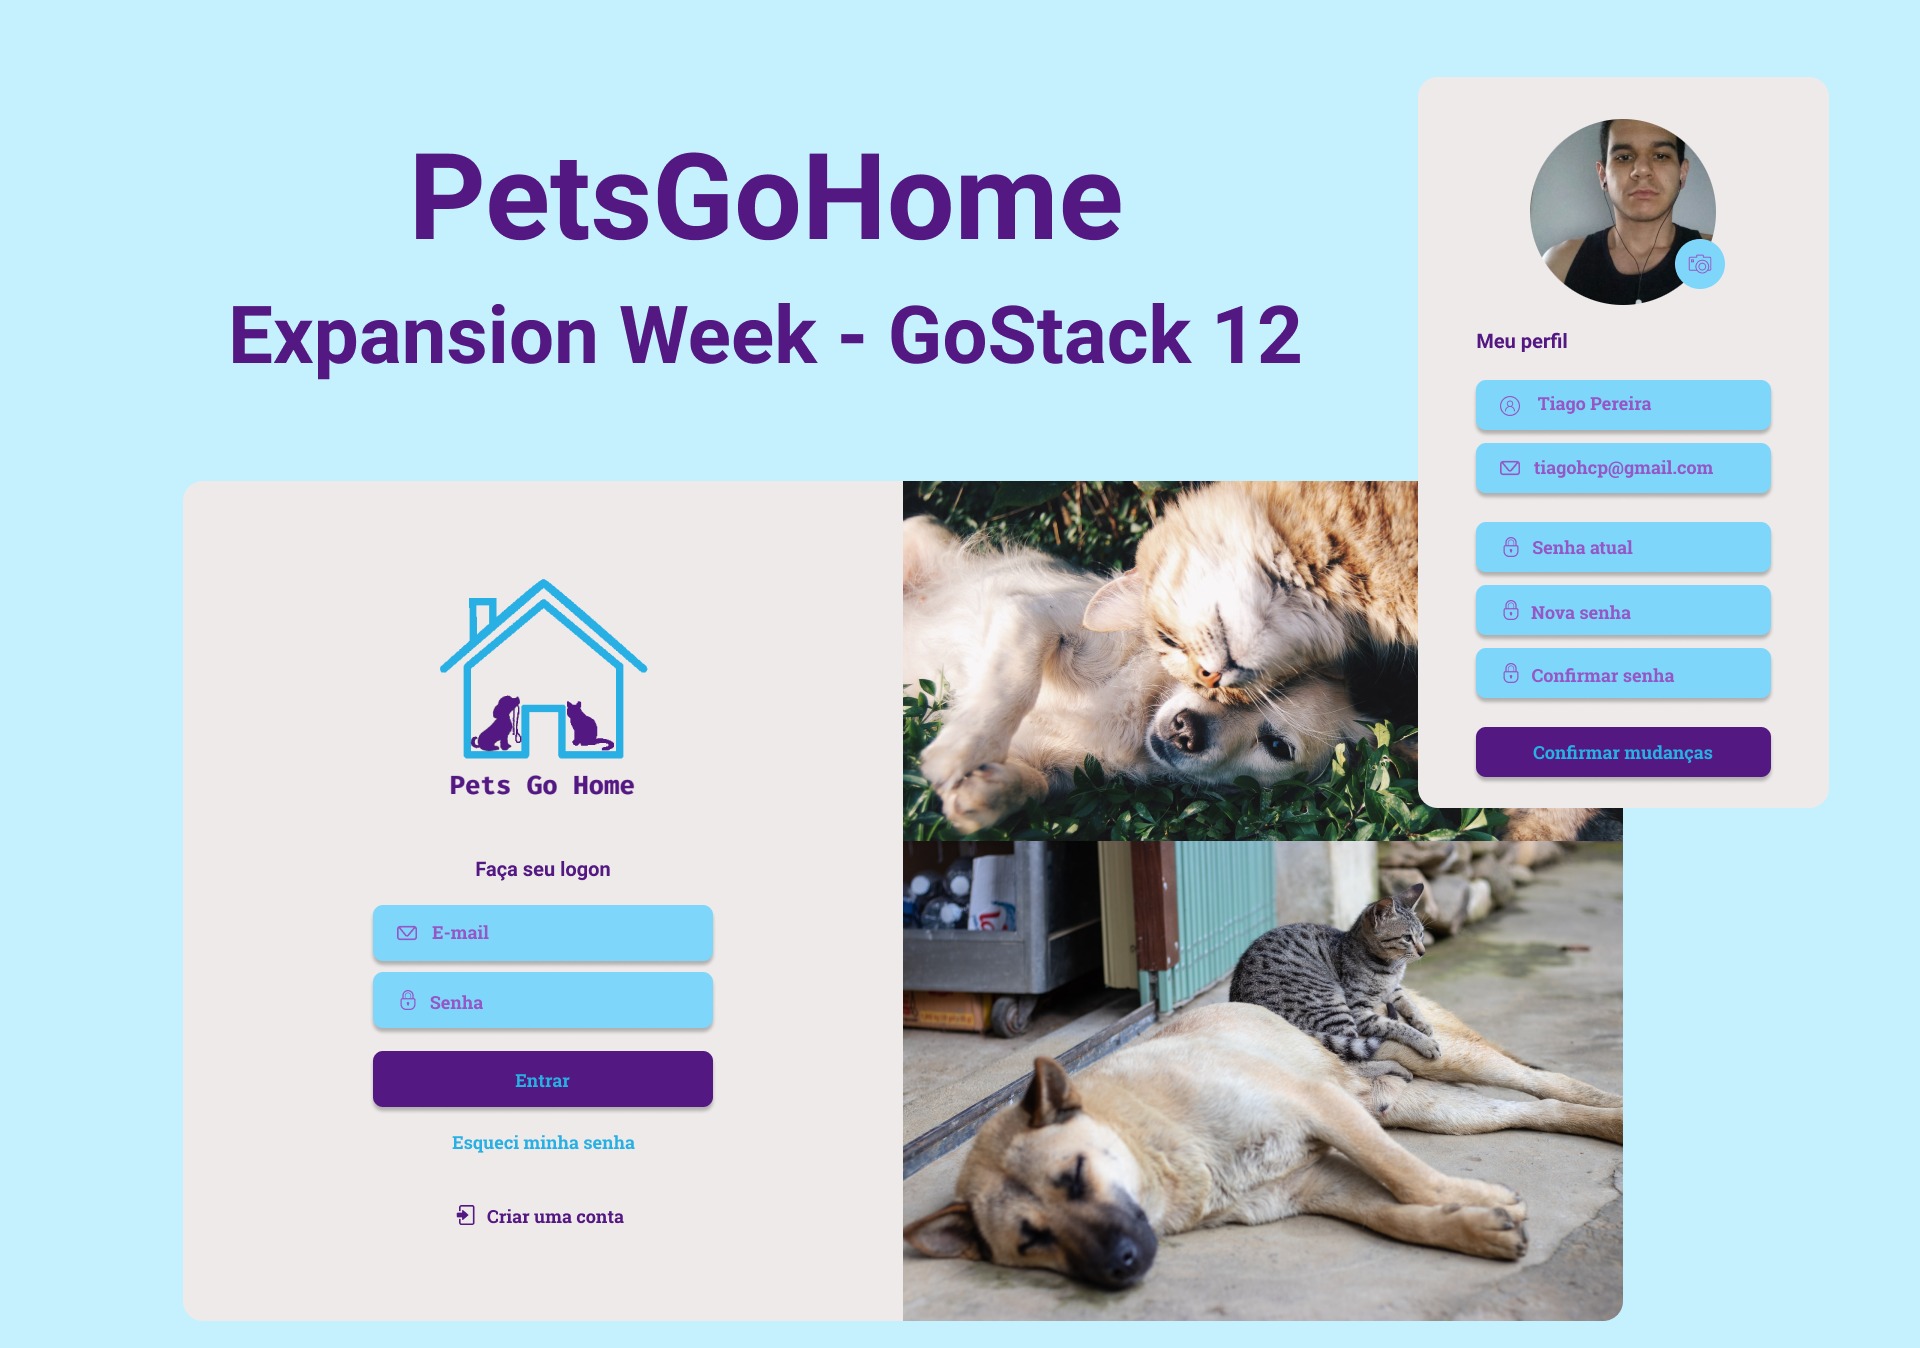 PetsGoHome
Expansion Week - GoStack 12
Pets Go Home
Faça seu logon
E-mail
Senha
Entrar
Esqueci minha senha
Criar uma conta
Meu perfil
Tiago Pereira
tiagohcp@gmail.com
Senha atual
Nova senha
Confirmar senha
Confirmar mudanças